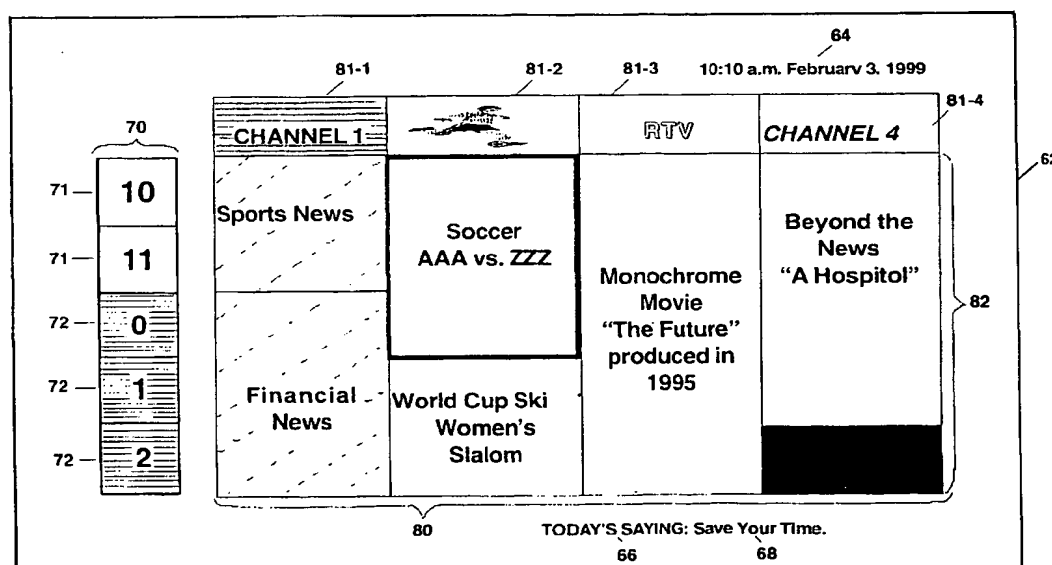 64
81-1 81-2 81-3 10:10 a.m. February 3. 1999
81-4
70
CHANNEL 1 RTV CHANNEL 4
62
71 10
Sports News
Soccer
AAA vs. ZZZ
Beyond the
News
“A Hospitol”
71 11
Monochrome
Movie
“The Future”
produced in
1995
82
72 0
72 1
Financial
News
World Cup Ski
Women's
Slalom
72 2
80
TODAY'S SAYING: Save Your Time.
66 68